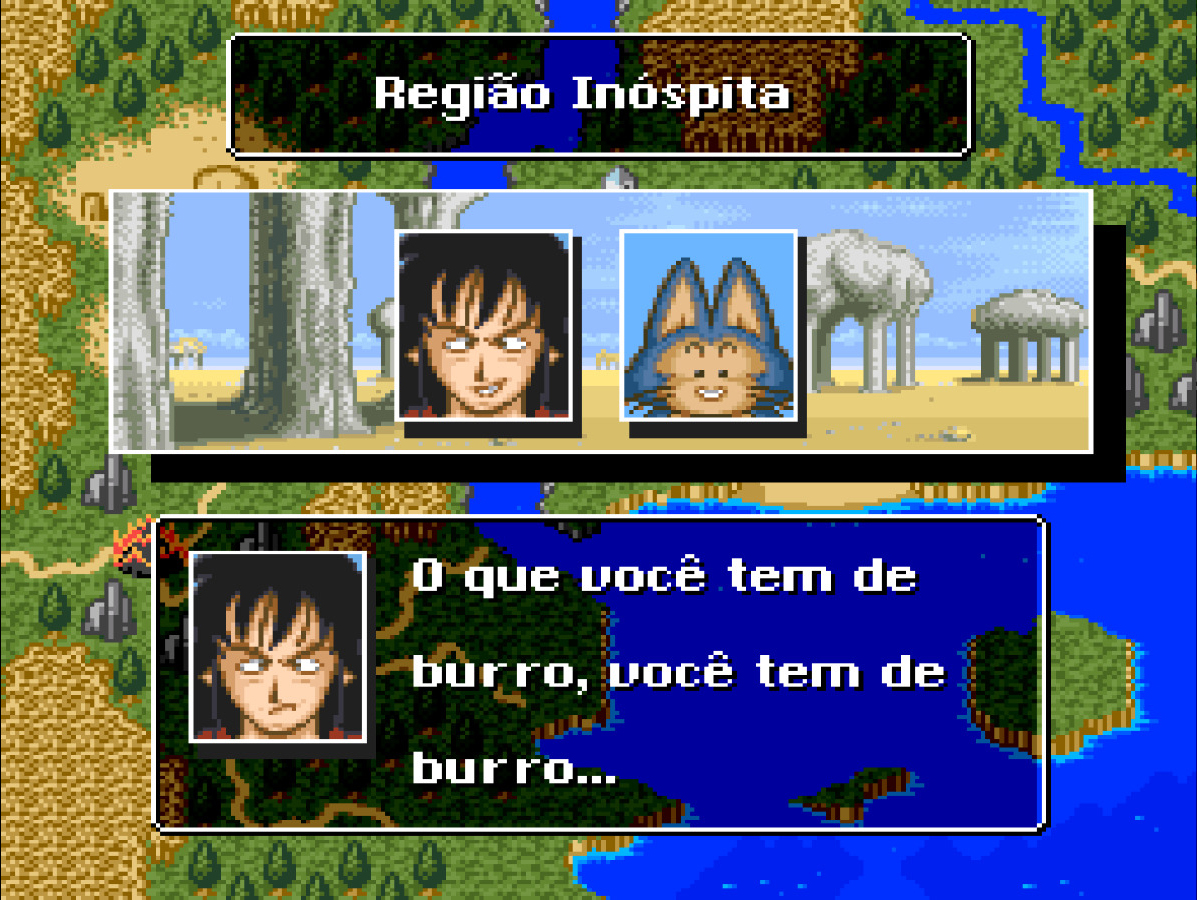 Região Inóspita
O que você tem de
burro, você tem de
burro...